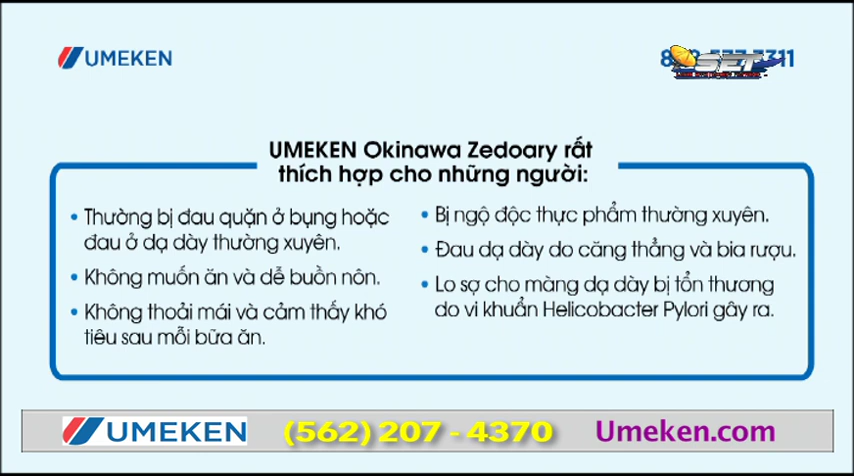 UMEKEN
SET
UMEKEN Okinawa Zedoary rất
thích hợp cho những người:
• Thường bị đau quặn ở bụng hoặc
đau ở dạ dày thường xuyên.
• Không muốn ăn và dễ buồn nôn.
• Không thoải mái và cảm thấy khó
tiêu sau mỗi bữa ăn.
• Bị ngộ độc thực phẩm thường xuyên.
• Đau dạ dày do căng thẳng và bia rượu.
• Lo sợ cho màng dạ dày bị tổn thương
do vi khuẩn Helicobacter Pylori gây ra.
UMEKEN (562) 207 - 4370 Umeken.com